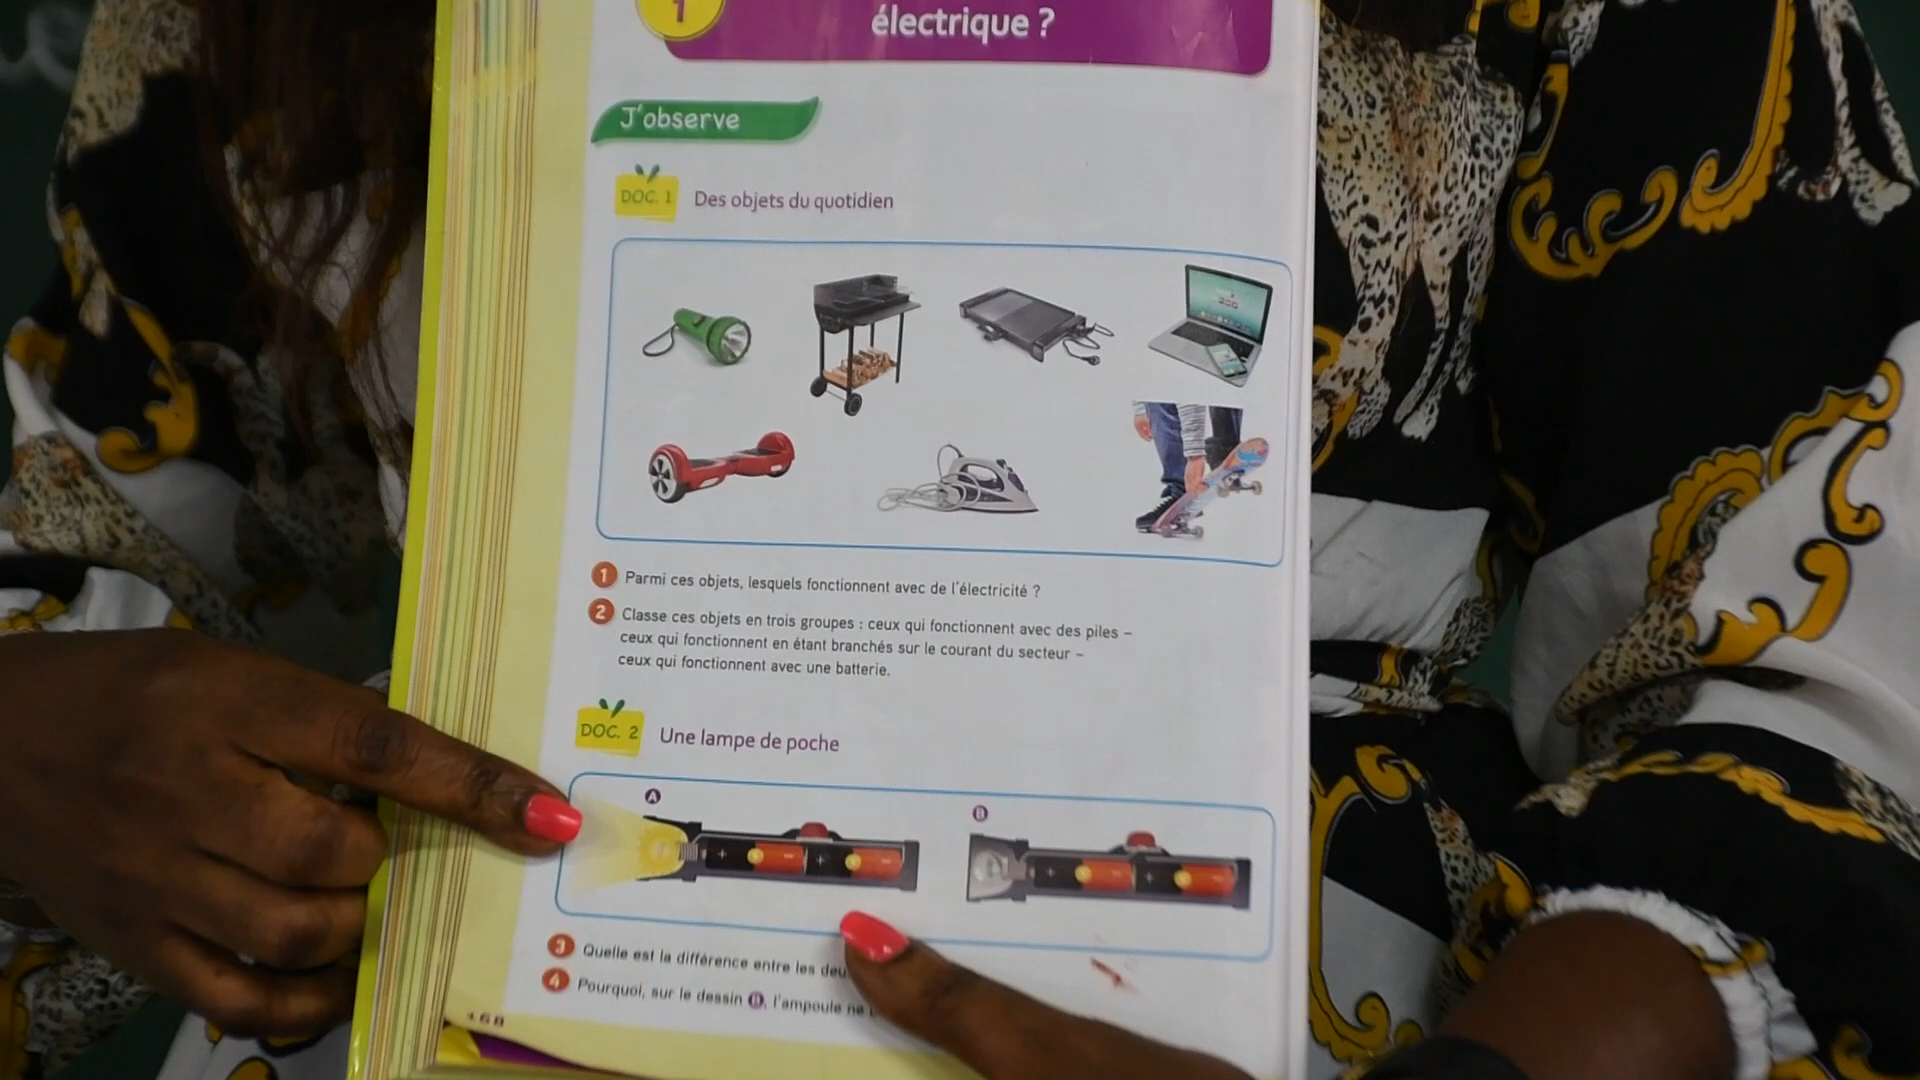 1
électrique ?
J'observe
DOC. 1 Des objets du quotidien
1 Parmi ces objets, lesquels fonctionnent avec de l'électricité ?
2 Classe ces objets en trois groupes : ceux qui fonctionnent avec des piles –
ceux qui fonctionnent en étant branchés sur le courant du secteur –
ceux qui fonctionnent avec une batterie.
DOC. 2 Une lampe de poche
A
B
+ - + -
+ - + -
3 Quelle est la différence entre les
4 Pourquoi, sur le dessin B, l'ampoule ne
168